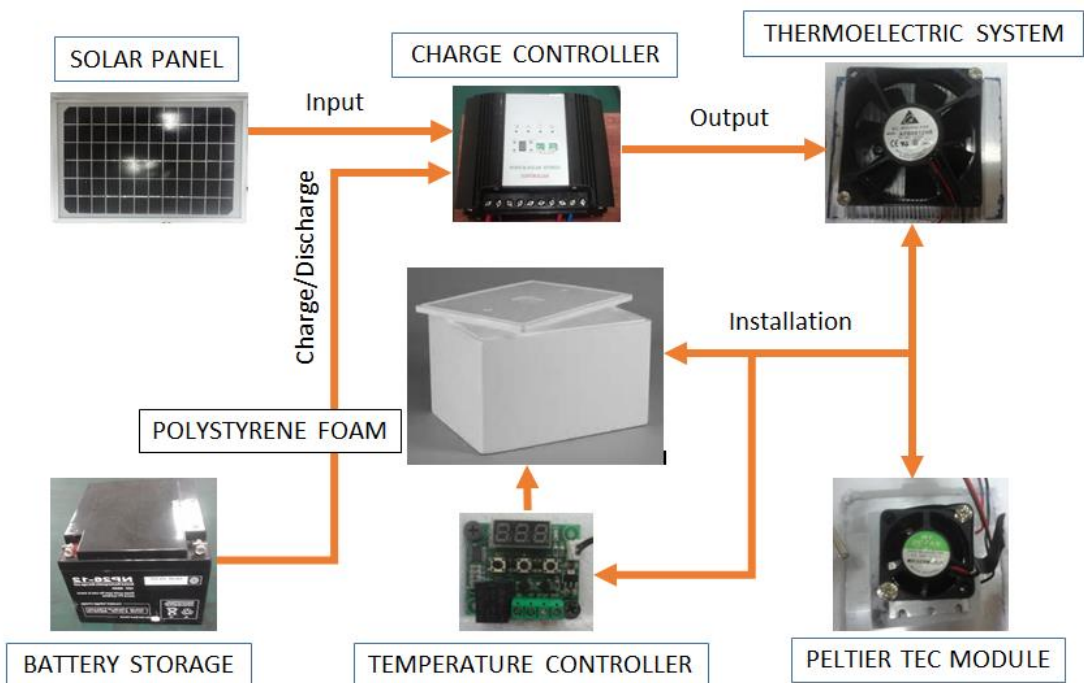 THERMOELECTRIC SYSTEM
SOLAR PANEL
CHARGE CONTROLLER
Input
Output
Charge/Discharge
Installation
POLYSTYRENE FOAM
NP26-12
BATTERY STORAGE
TEMPERATURE CONTROLLER
PELTIER TEC MODULE